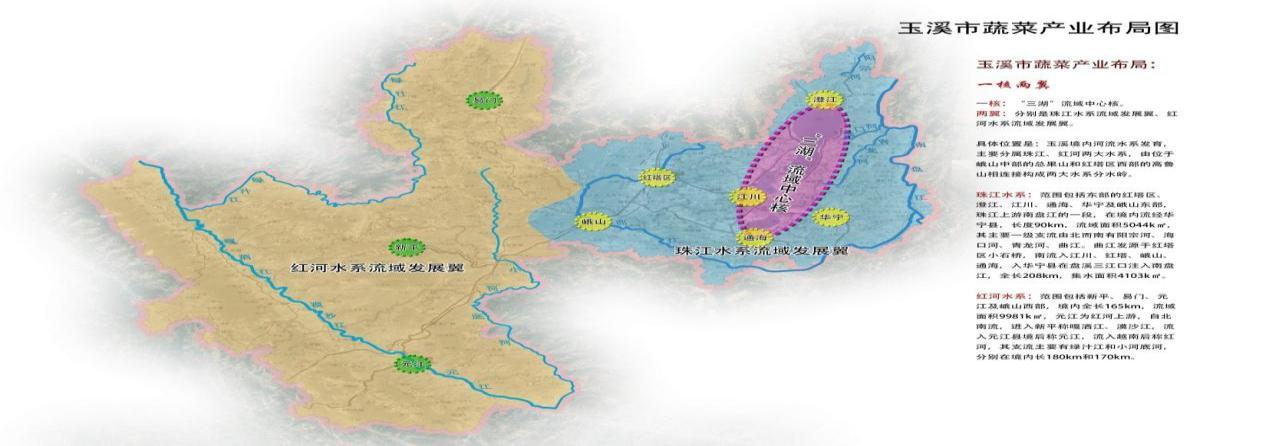 玉溪市蔬菜产业布局图
玉溪市蔬菜产业布局：
一核两翼
一核： “三湖”流域中心核。
两翼： 分别是珠江水系流域发展翼、红
河水系流域发展翼。
具体位置是：玉溪境内河流水系发育，
主要分属珠江、红河两大水系，由位于
峨山中部的总果山和红塔区西部的高鲁
山相连接构成两大水系分水岭。
珠江水系： 范围包括东部的红塔区、
澄江、江川、通海、华宁及峨山东部，
珠江上游南盘江的一段，在境内流经华
宁县，长度90km，流域面积5044k㎡，
其主要一级支流由北而南有阳宗河、海
口河、青龙河、曲江。曲江发源于红塔
区小石桥，南流入江川、红塔、峨山、
通海，入华宁县在盘溪三江口注入南盘
江，全长208km，集水面积4103k㎡。
红河水系： 范围包括新平、易门、元
江及峨山西部，境内全长165km，流域
面积9981k㎡，元江为红河上游，自北
南流，进入新平称嘎洒江、漠沙江，流
入元江县境后称元江，流入越南后称红
河，其支流主要有绿汁江和小河底河，
分别在境内长180km和170km。
易门
澄江
“三湖”流域中心核
红塔区
江川
峨山
华宁
通海
珠江水系流域发展翼
新平
红河水系流域发展翼
元江
元
江